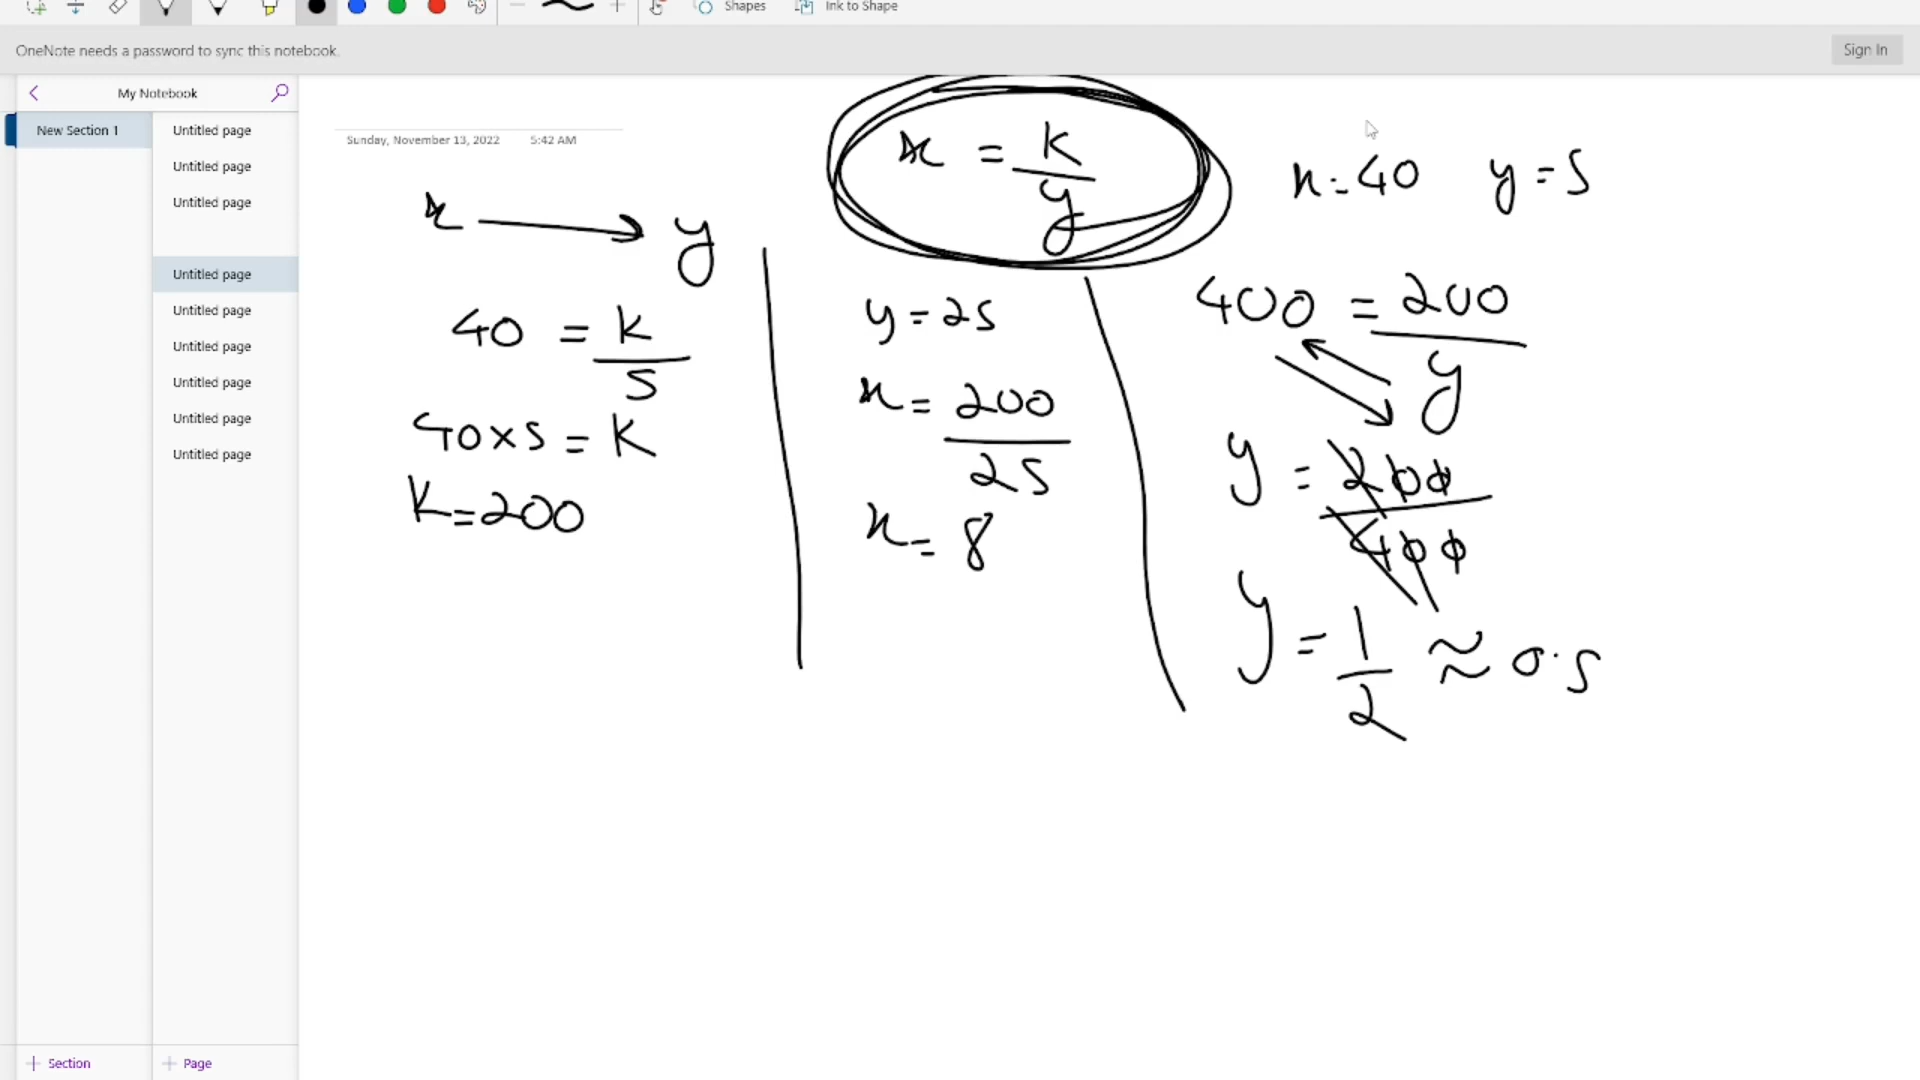 Shapes Ink to Shape
OneNote needs a password to sync this notebook. Sign In
My Notebook
New Section 1
Untitled page
Untitled page
Untitled page
Untitled page
Untitled page
Untitled page
Untitled page
Untitled page
Untitled page
+ Section
+ Page
Sunday, November 13, 2022 5:42 AM
x = K/y
x = 40 y = 5
x → y
40 = K/5
40 × 5 = K
K = 200
y = 25
x = 200/25
x = 8
400 = 200/y
y = 200/400
y = 1/2 ≈ 0.5